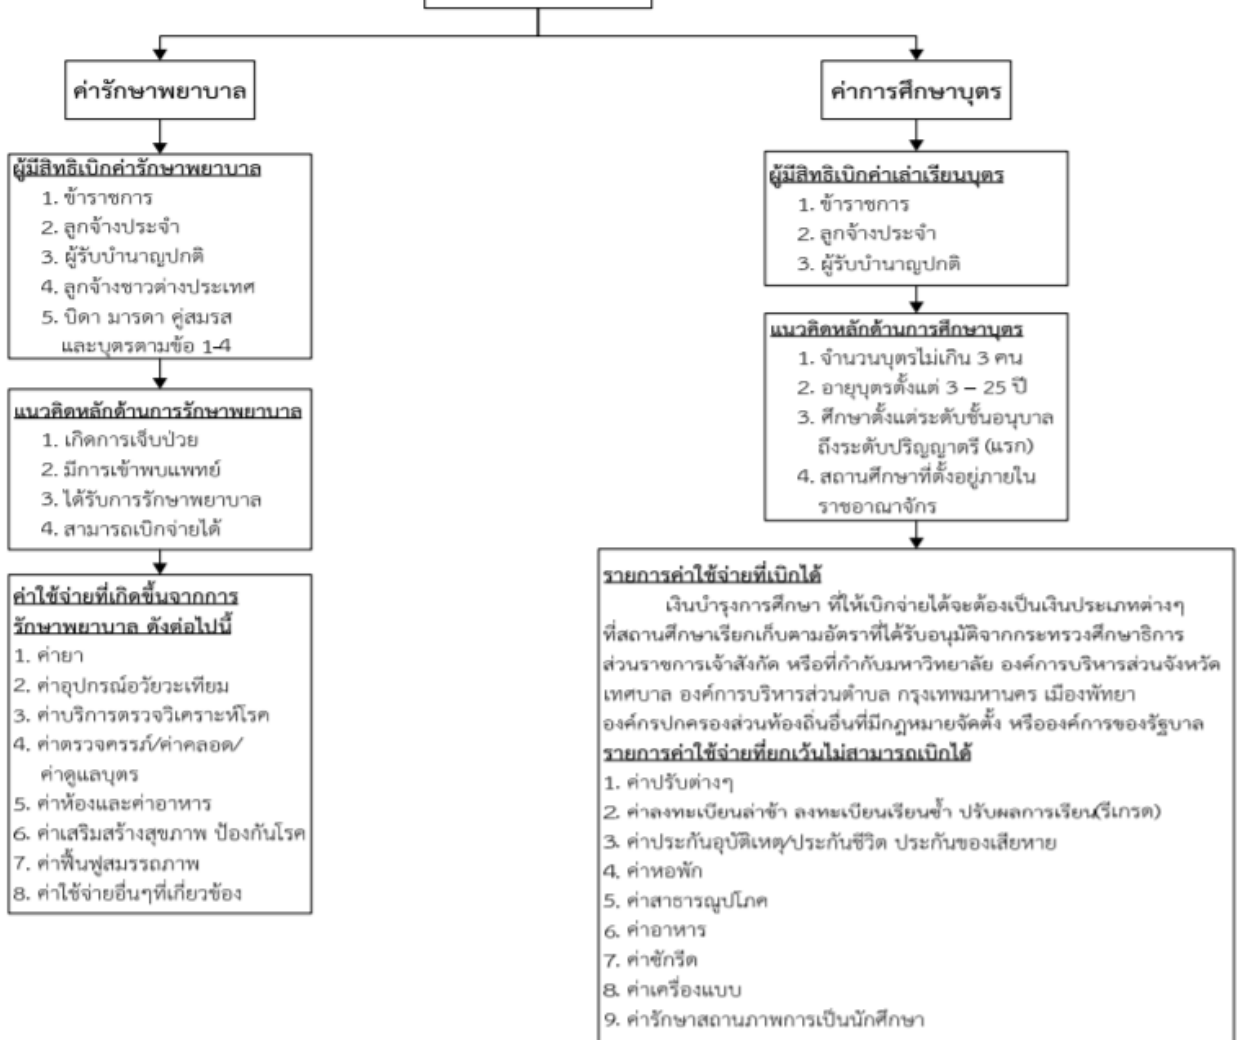 ค่ารักษาพยาบาล
ผู้มีสิทธิเบิกค่ารักษาพยาบาล
1. ข้าราชการ
2. ลูกจ้างประจำ
3. ผู้รับบำนาญปกติ
4. ลูกจ้างชาวต่างประเทศ
5. บิดา มารดา คู่สมรส
และบุตรตามข้อ 1-4
แนวคิดหลักด้านการรักษาพยาบาล
1. เกิดการเจ็บป่วย
2. มีการเข้าพบแพทย์
3. ได้รับการรักษาพยาบาล
4. สามารถเบิกจ่ายได้
ค่าใช้จ่ายที่เกิดขึ้นจากการ
รักษาพยาบาล ดังต่อไปนี้
1. ค่ายา
2. ค่าอุปกรณ์อวัยวะเทียม
3. ค่าบริการตรวจวิเคราะห์โรค
4. ค่าตรวจครรภ์/ค่าคลอด/
ค่าดูแลบุตร
5. ค่าห้องและค่าอาหาร
6. ค่าเสริมสร้างสุขภาพ ป้องกันโรค
7. ค่าฟื้นฟูสมรรถภาพ
8. ค่าใช้จ่ายอื่นๆที่เกี่ยวข้อง
ค่าการศึกษาบุตร
ผู้มีสิทธิเบิกค่าเล่าเรียนบุตร
1. ข้าราชการ
2. ลูกจ้างประจำ
3. ผู้รับบำนาญปกติ
แนวคิดหลักด้านการศึกษาบุตร
1. จำนวนบุตรไม่เกิน 3 คน
2. อายุบุตรตั้งแต่ 3 – 25 ปี
3. ศึกษาตั้งแต่ระดับชั้นอนุบาล
ถึงระดับปริญญาตรี (แรก)
4. สถานศึกษาที่ตั้งอยู่ภายใน
ราชอาณาจักร
รายการค่าใช้จ่ายที่เบิกได้
เงินบำรุงการศึกษา ที่ให้เบิกจ่ายได้จะต้องเป็นเงินประเภทต่างๆ
ที่สถานศึกษาเรียกเก็บตามอัตราที่ได้รับอนุมัติจากกระทรวงศึกษาธิการ
ส่วนราชการเจ้าสังกัด หรือที่กำกับมหาวิทยาลัย องค์การบริหารส่วนจังหวัด
เทศบาล องค์การบริหารส่วนตำบล กรุงเทพมหานคร เมืองพัทยา
องค์กรปกครองส่วนท้องถิ่นอื่นที่มีกฎหมายจัดตั้ง หรือองค์การของรัฐบาล
รายการค่าใช้จ่ายที่ยกเว้นไม่สามารถเบิกได้
1. ค่าปรับต่างๆ
2. ค่าลงทะเบียนล่าช้า ลงทะเบียนเรียนซ้ำ ปรับผลการเรียน(รีเกรด)
3. ค่าประกันอุบัติเหตุ/ประกันชีวิต ประกันของเสียหาย
4. ค่าหอพัก
5. ค่าสาธารณูปโภค
6. ค่าอาหาร
7. ค่าซักรีด
8. ค่าเครื่องแบบ
9. ค่ารักษาสถานภาพการเป็นนักศึกษา